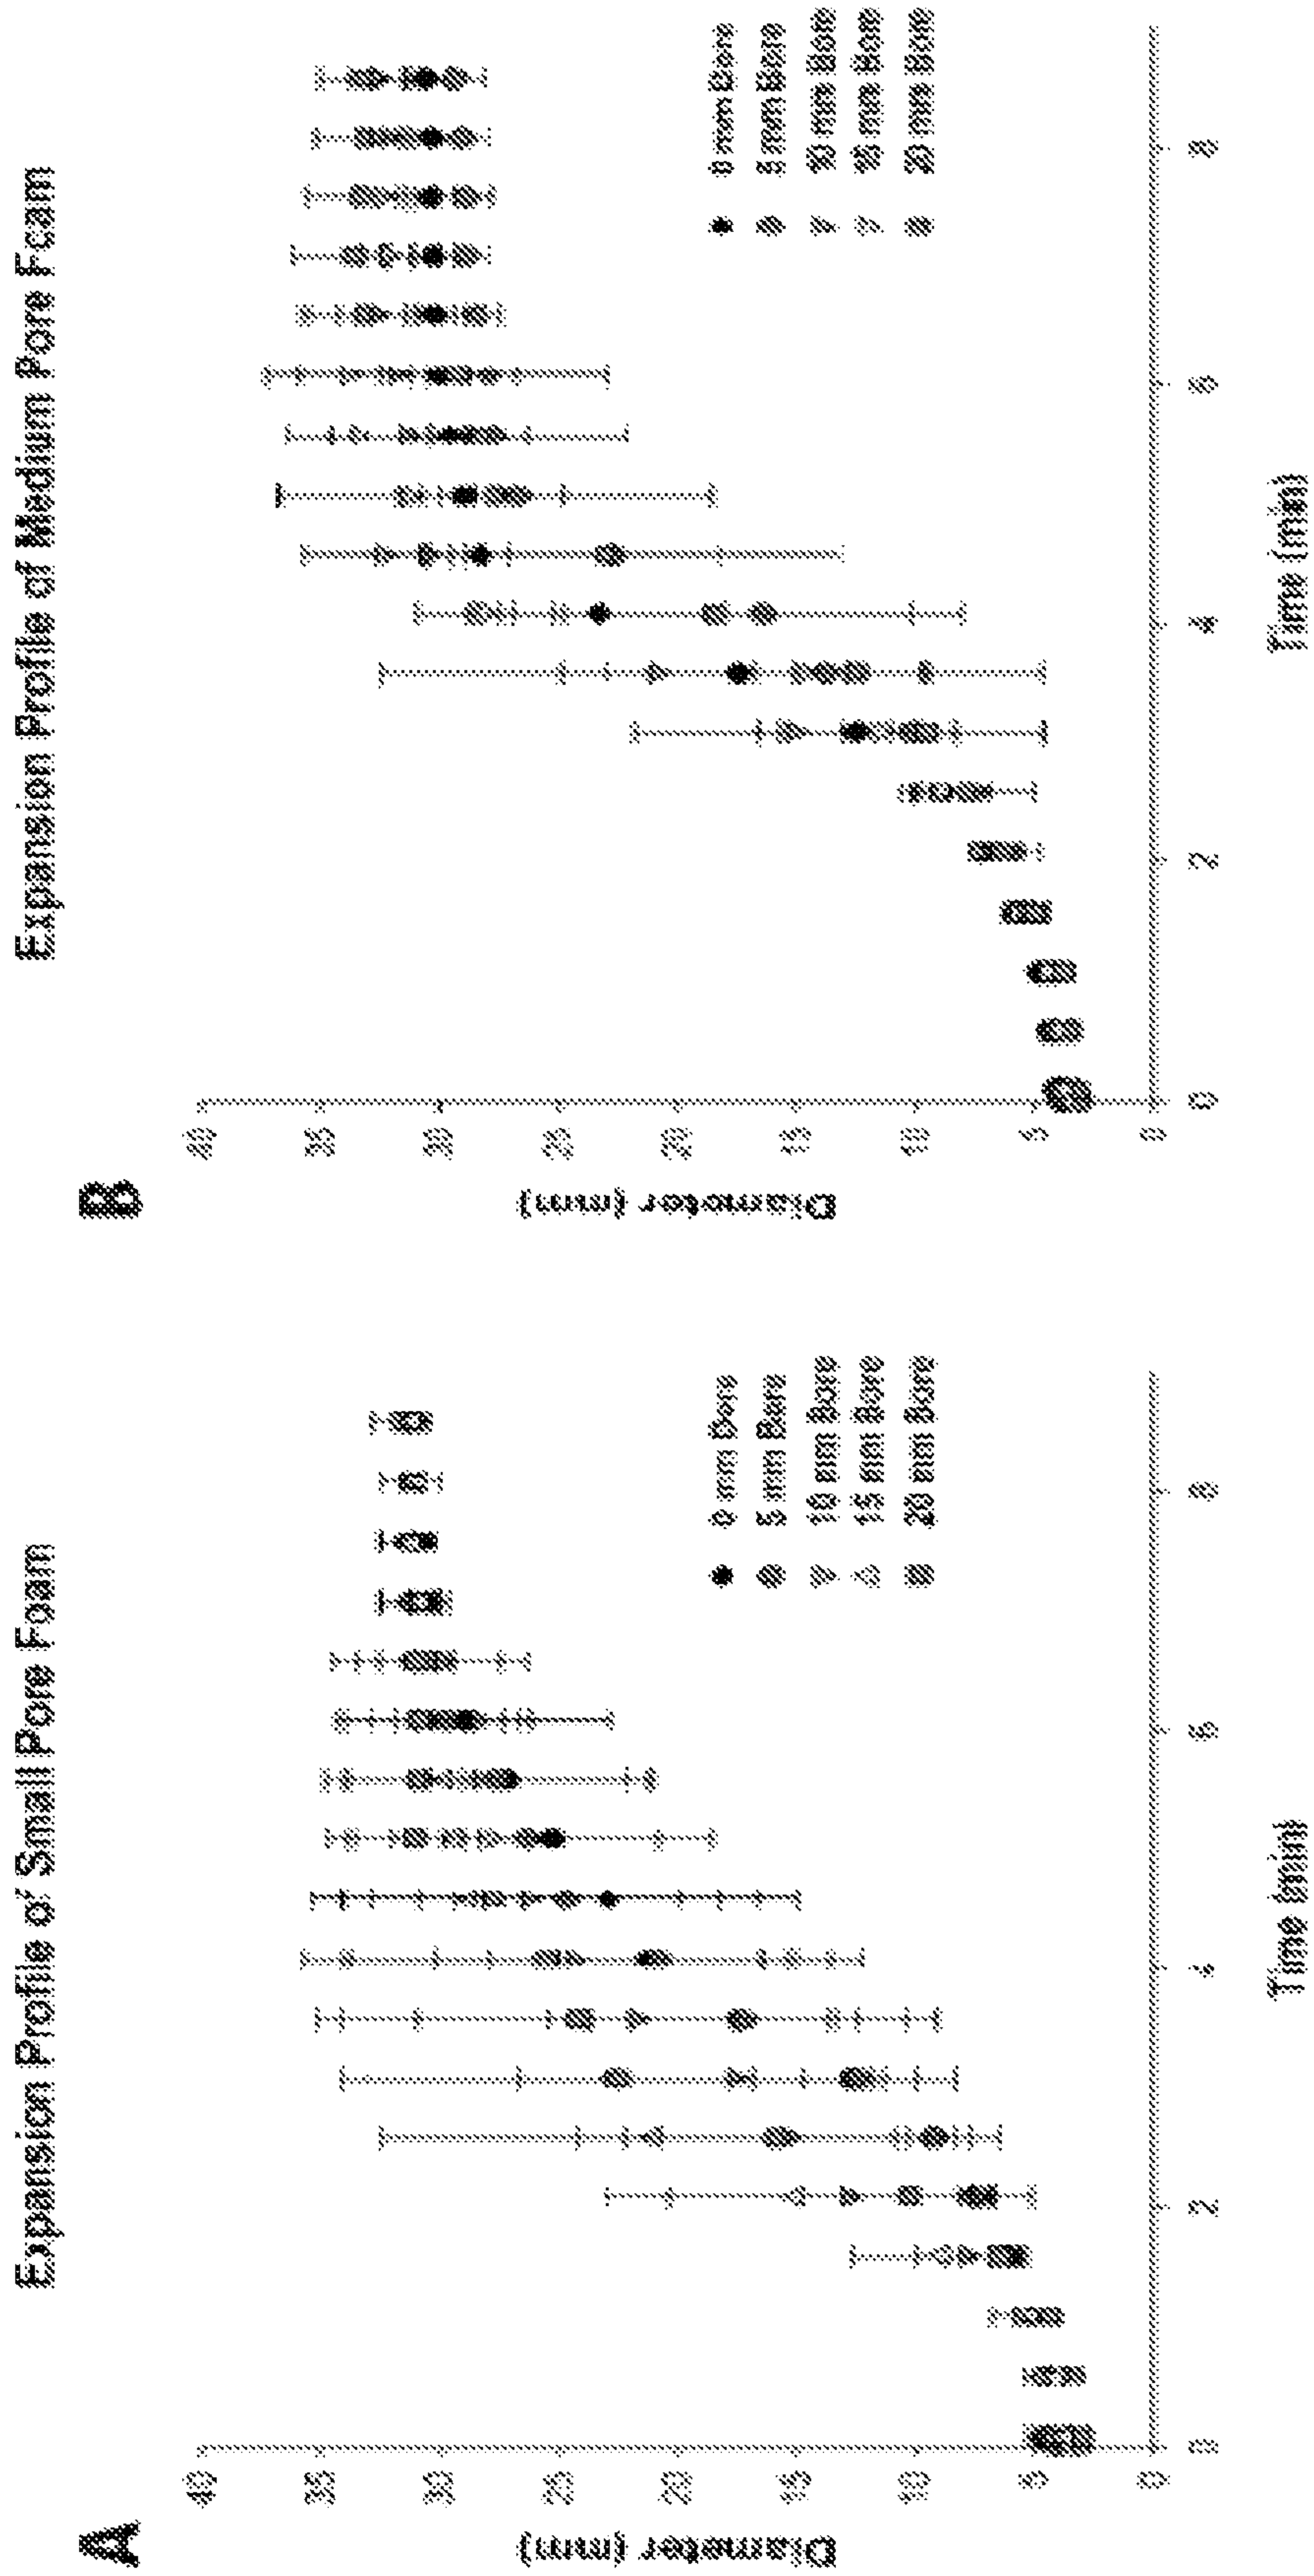 A
Expansion Profile o' Small Pore Foam
Diameter (mm)
40
35
30
25
20
15
10
5
0
0 2 4 6 8
Time (min)
0 mm Bore
5 mm Bore
10 mm Bore
15 mm Bore
20 mm Bore
B
Expansion Profile of Medium Pore Foam
Diameter (mm)
40
35
30
25
20
15
10
5
0
0 2 4 6 8
Time (min)
0 mm Bore
5 mm Bore
10 mm Bore
15 mm Bore
20 mm Bore